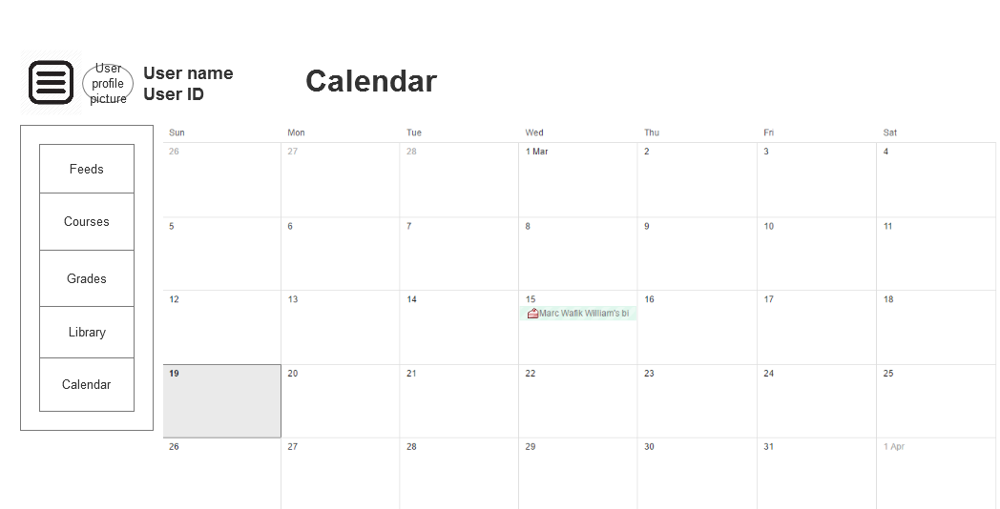 User
profile
picture
User name
User ID
Calendar
Feeds
Courses
Grades
Library
Calendar
Sun Mon Tue Wed Thu Fri Sat
26 27 28 1 Mar 2 3 4
5 6 7 8 9 10 11
12 13 14 15 16 17 18
Marc Wafik William's bi
19 20 21 22 23 24 25
26 27 28 29 30 31 1 Apr